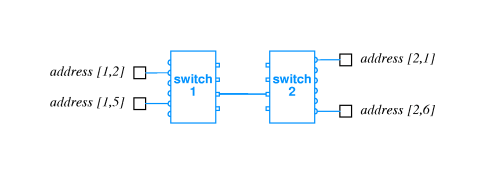 address [1,2]
address [1,5]
switch
1
switch
2
address [2,1]
address [2,6]